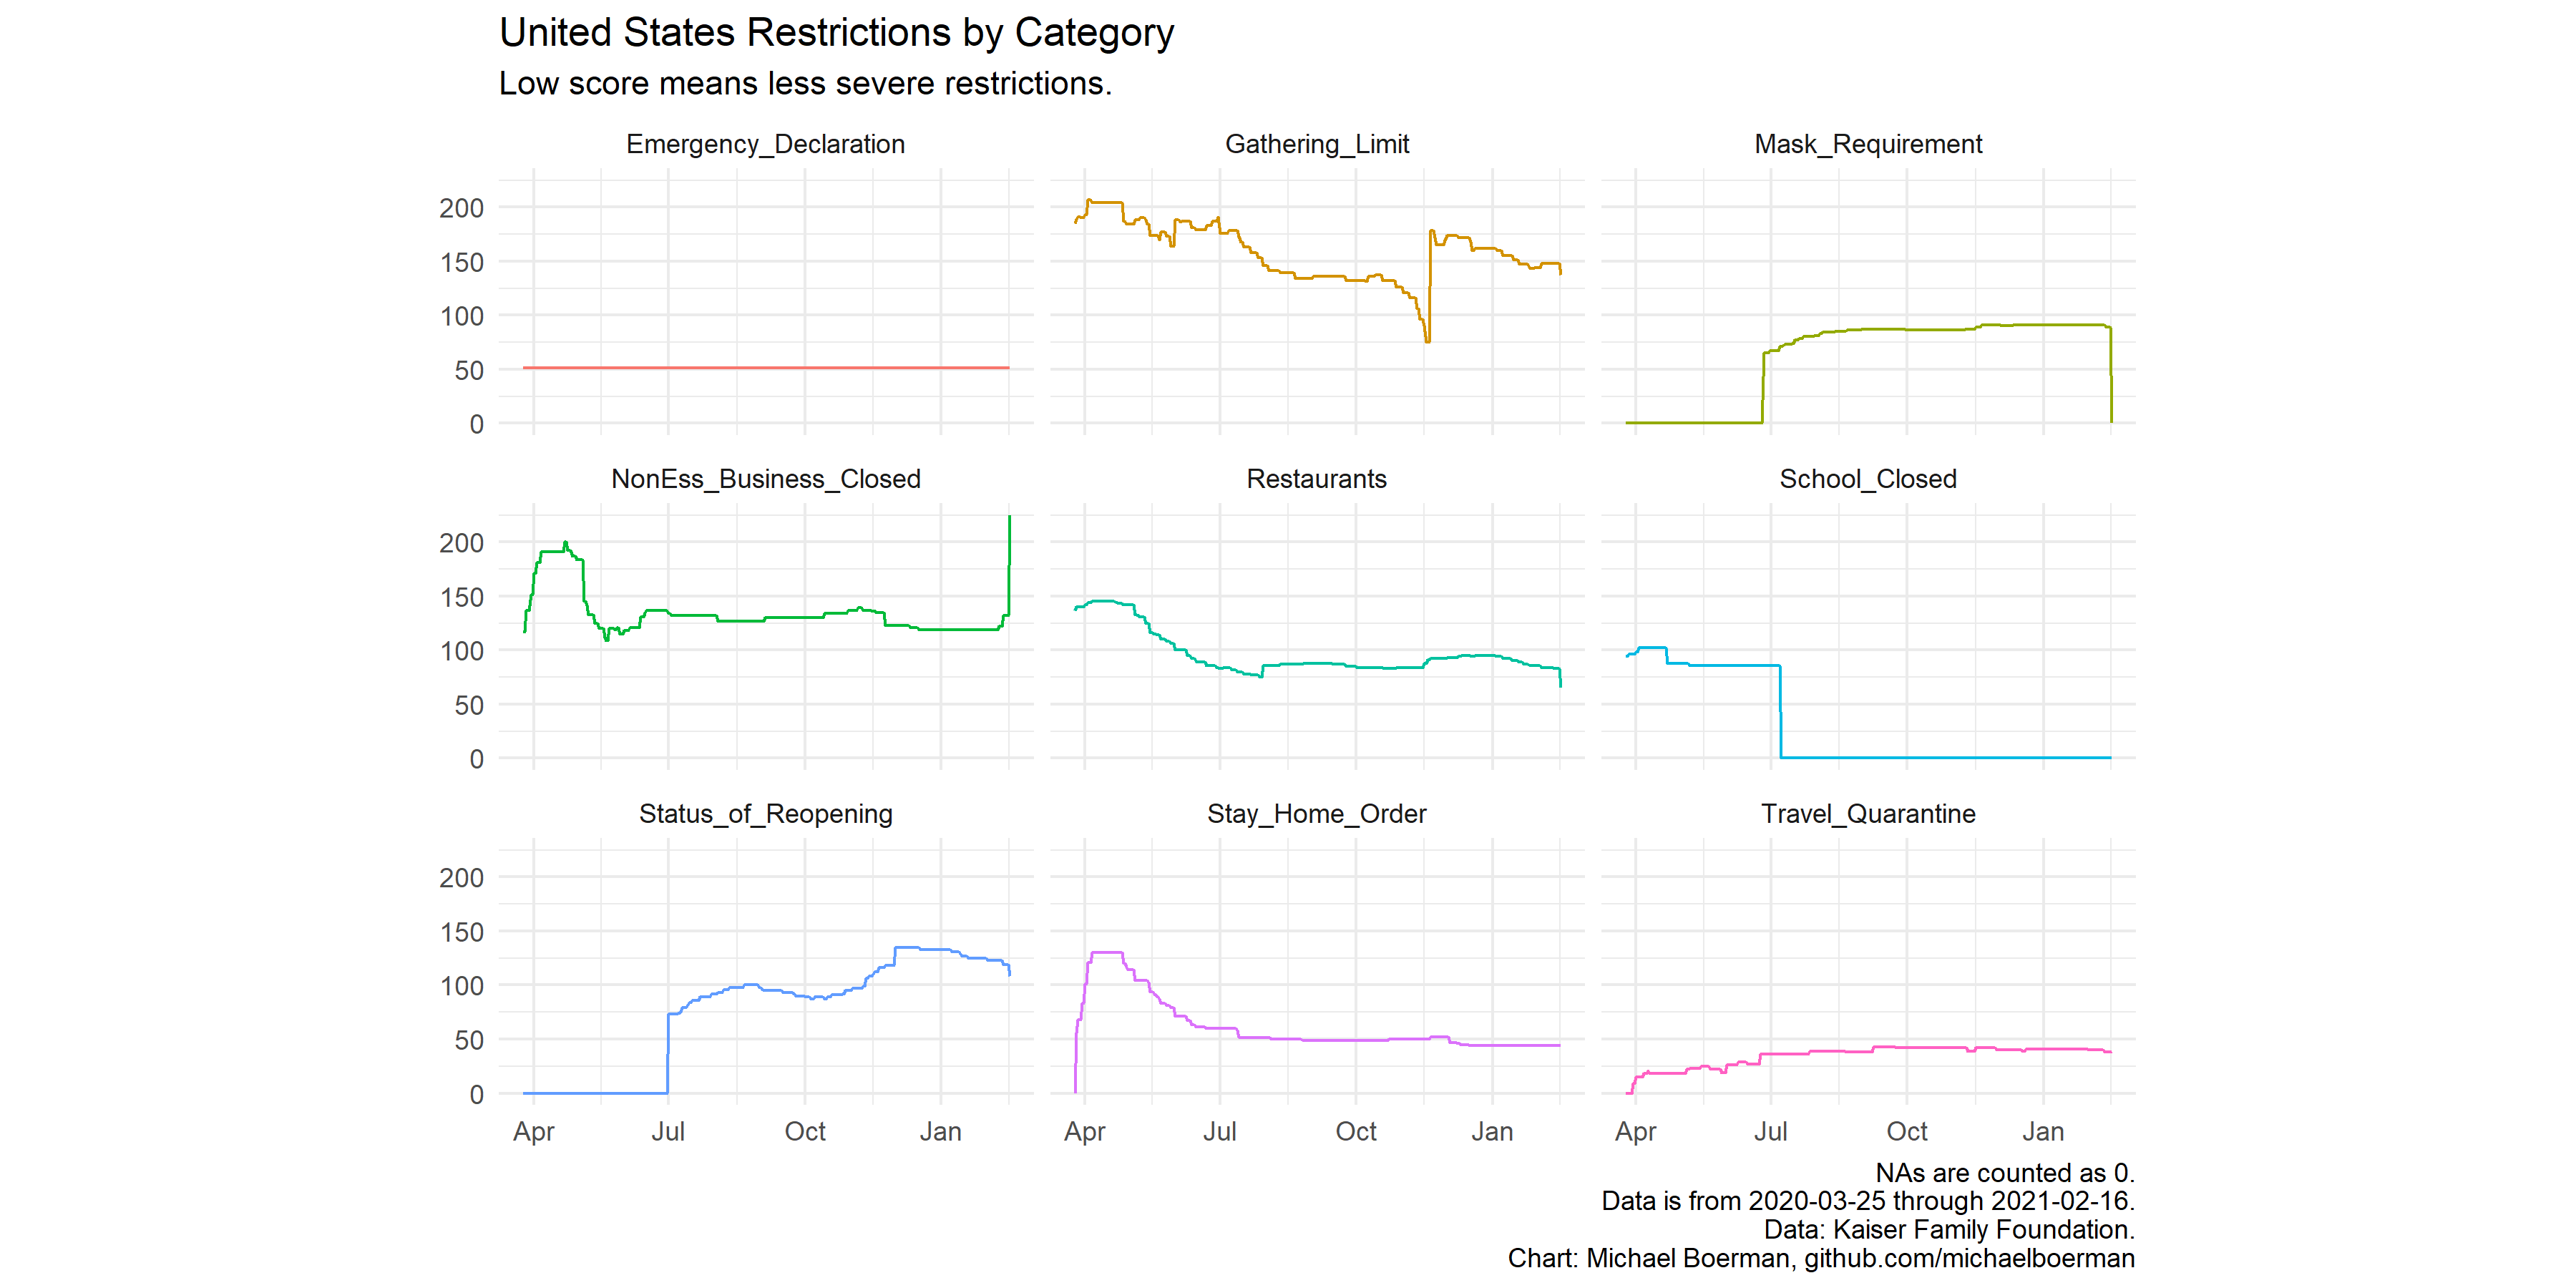 United States Restrictions by Category
Low score means less severe restrictions.
Emergency_Declaration
Gathering_Limit
Mask_Requirement
200
150
100
50
0
NonEss_Business_Closed
Restaurants
School_Closed
200
150
100
50
0
Status_of_Reopening
Stay_Home_Order
Travel_Quarantine
200
150
100
50
0
Apr Jul Oct Jan
Apr Jul Oct Jan
Apr Jul Oct Jan
NAs are counted as 0.
Data is from 2020-03-25 through 2021-02-16.
Data: Kaiser Family Foundation.
Chart: Michael Boerman, github.com/michaelboerman